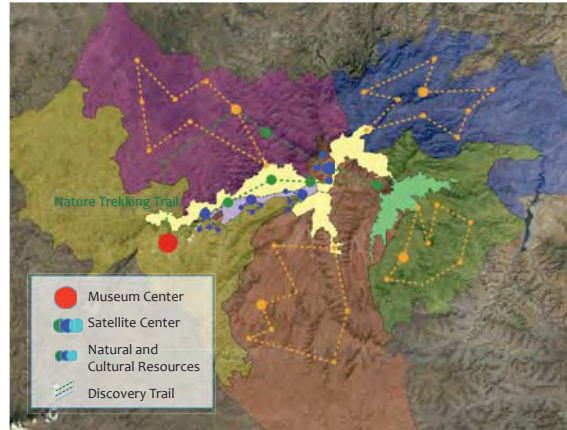 Nature Trekking Trail
Museum Center
Satellite Center
Natural and
Cultural Resources
Discovery Trail